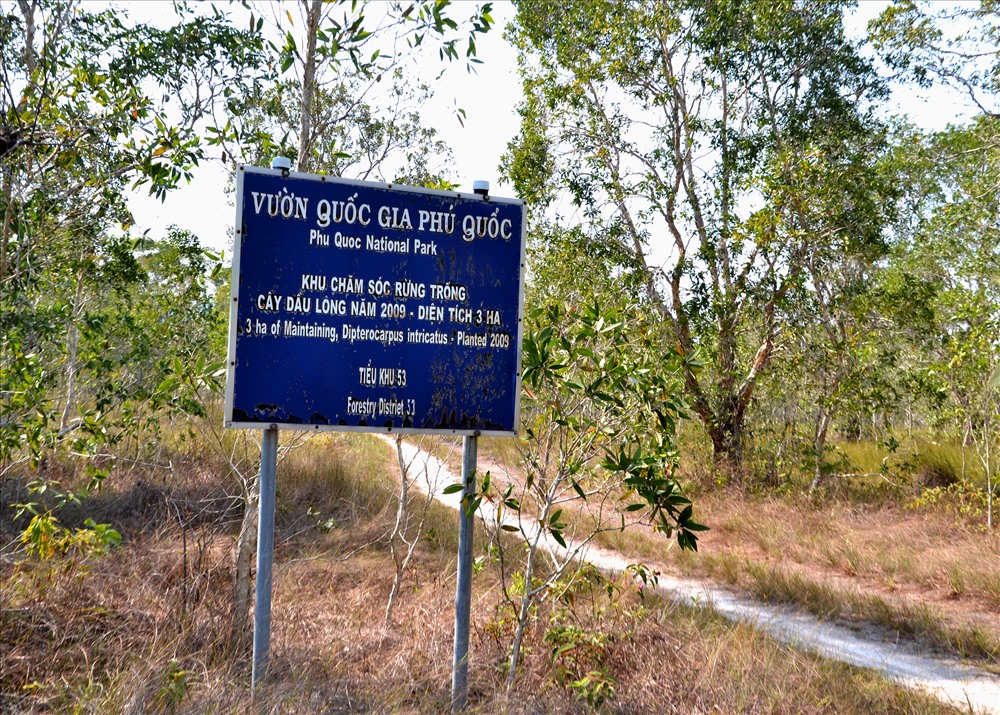 VƯỜN QUỐC GIA PHÚ QUỐC
Phu Quoc National Park
KHU CHĂM SÓC RỪNG TRỒNG
CÂY DẦU LÔNG NĂM 2009 - DIỆN TÍCH 3 HA
3 ha of Maintaining, Dipterocarpus intricatus - Planted 2009
TIỂU KHU 53
Forestry District 53